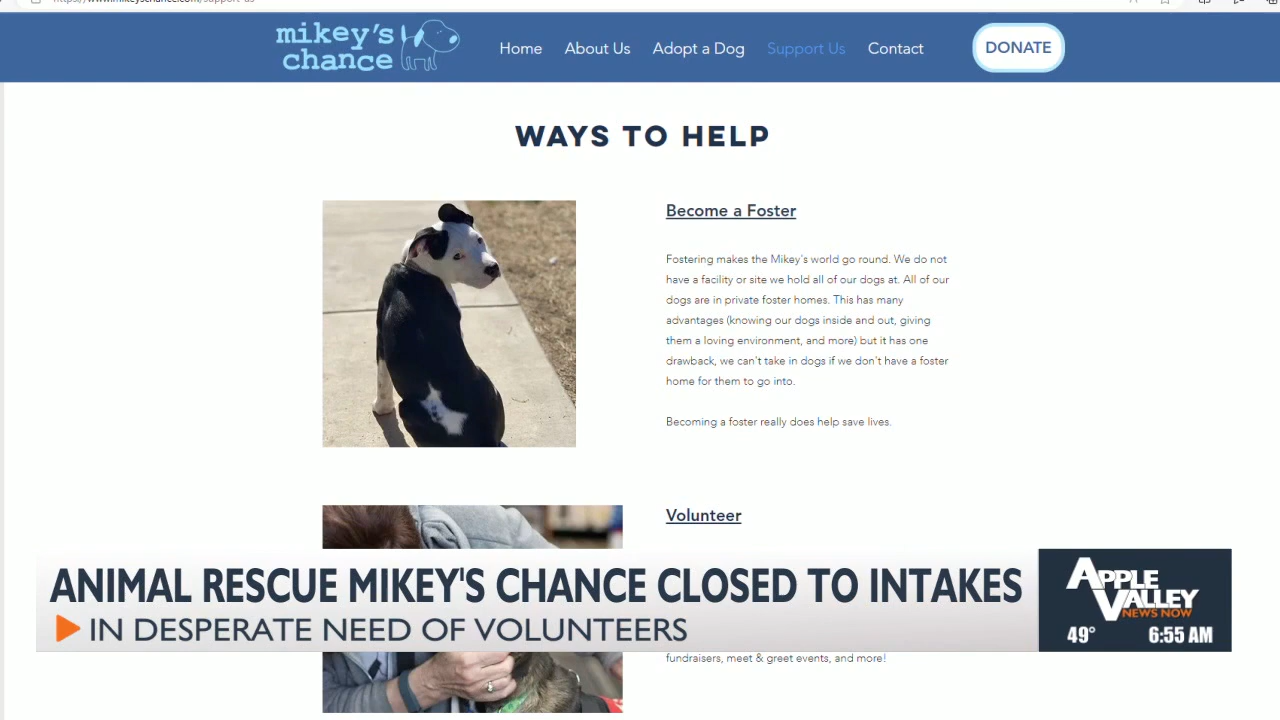 https://www.mikeyschance.com/support-us
mikey's
chance
Home
About Us
Adopt a Dog
Support Us
Contact
DONATE
WAYS TO HELP
Become a Foster
Fostering makes the Mikey's world go round. We do not
have a facility or site we hold all of our dogs at. All of our
dogs are in private foster homes. This has many
advantages (knowing our dogs inside and out, giving
them a loving environment, and more) but it has one
drawback, we can't take in dogs if we don't have a foster
home for them to go into.
Becoming a foster really does help save lives.
Volunteer
ANIMAL RESCUE MIKEY'S CHANCE CLOSED TO INTAKES
IN DESPERATE NEED OF VOLUNTEERS
APPLE
VALLEY
NEWS NOW
49° 6:55 AM
fundraisers, meet & greet events, and more!